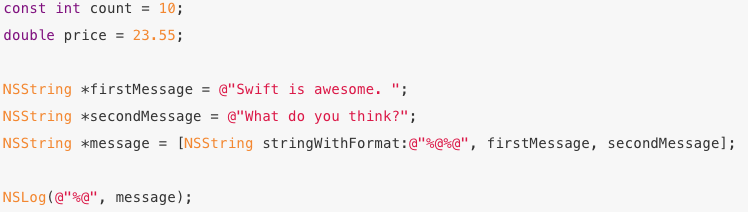 const int count = 10;
double price = 23.55;
NSString *firstMessage = @"Swift is awesome. ";
NSString *secondMessage = @"What do you think?";
NSString *message = [NSString stringWithFormat:@"%@%@", firstMessage, secondMessage];
NSLog(@"%@", message);